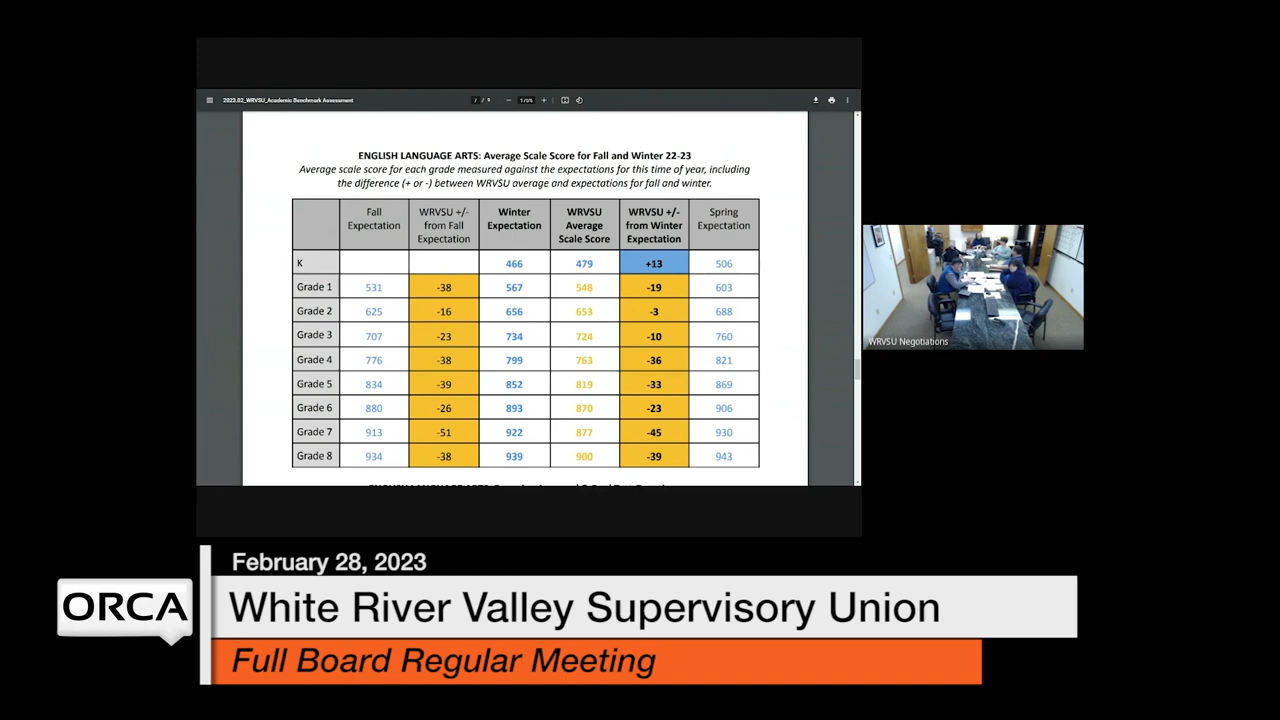 2023.02_WRVSU_Academic Benchmark Assessment
7 / 9
170%
ENGLISH LANGUAGE ARTS: Average Scale Score for Fall and Winter 22-23
Average scale score for each grade measured against the expectations for this time of year, including
the difference (+ or -) between WRVSU average and expectations for fall and winter.
Fall Expectation WRVSU +/- from Fall Expectation Winter Expectation WRVSU Average Scale Score WRVSU +/- from Winter Expectation Spring Expectation
K 466 479 +13 506
Grade 1 531 -38 567 548 -19 603
Grade 2 625 -16 656 653 -3 688
Grade 3 707 -23 734 724 -10 760
Grade 4 776 -38 799 763 -36 821
Grade 5 834 -39 852 819 -33 869
Grade 6 880 -26 893 870 -23 906
Grade 7 913 -51 922 877 -45 930
Grade 8 934 -38 939 900 -39 943
WRVSU Negotiations
February 28, 2023
ORCA
White River Valley Supervisory Union
Full Board Regular Meeting